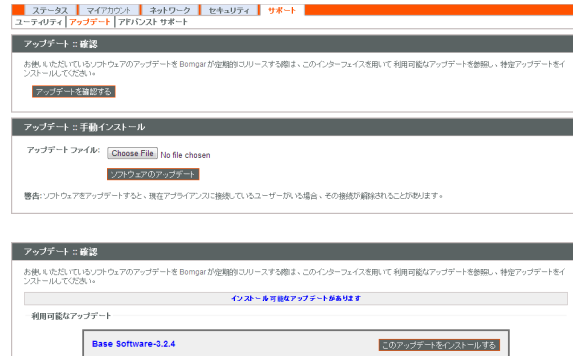 ステータス マイアカウント ネットワーク セキュリティ サポート
ユーティリティ アップデート アドバンスト サポート
アップデート :: 確認
お使いいただいているソフトウェアのアップデートを Bomgar が定期的にリリースする際は、このインターフェイスを用いて 利用可能なアップデートを参照し、特定アップデートをイ
ンストールしてください。
アップデートを確認する
アップデート :: 手動インストール
アップデート ファイル: Choose File No file chosen
ソフトウェアのアップデート
警告: ソフトウェアをアップデートすると、現在アプライアンスに接続しているユーザーがいる場合、その接続が解除されることがあります。
アップデート :: 確認
お使いいただいているソフトウェアのアップデートを Bomgar が定期的にリリースする際は、このインターフェイスを用いて 利用可能なアップデートを参照し、特定アップデートをイ
ンストールしてください。
インストール可能なアップデートがあります
利用可能なアップデート
Base Software-3.2.4 このアップデートをインストールする